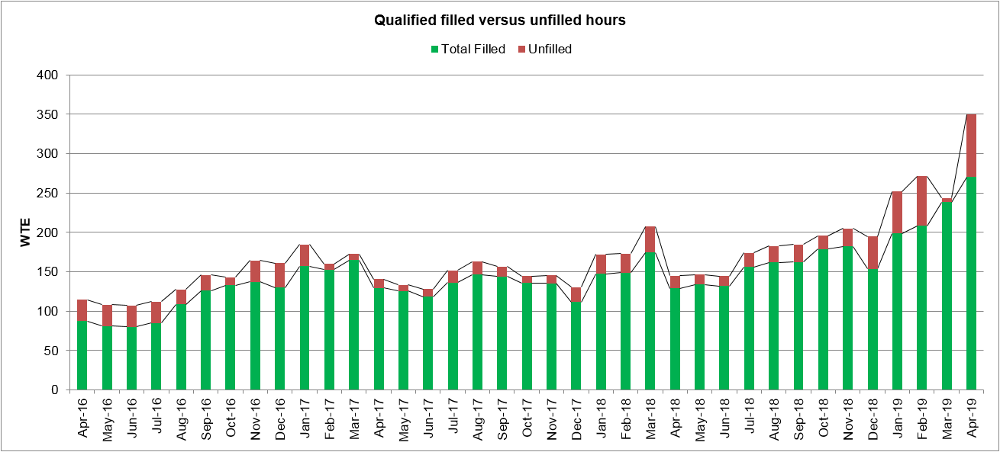 Qualified filled versus unfilled hours
Total Filled Unfilled
400
350
300
250
200
150
100
50
0
WTE
Apr-16 May-16 Jun-16 Jul-16 Aug-16 Sep-16 Oct-16 Nov-16 Dec-16 Jan-17 Feb-17 Mar-17 Apr-17 May-17 Jun-17 Jul-17 Aug-17 Sep-17 Oct-17 Nov-17 Dec-17 Jan-18 Feb-18 Mar-18 Apr-18 May-18 Jun-18 Jul-18 Aug-18 Sep-18 Oct-18 Nov-18 Dec-18 Jan-19 Feb-19 Mar-19 Apr-19